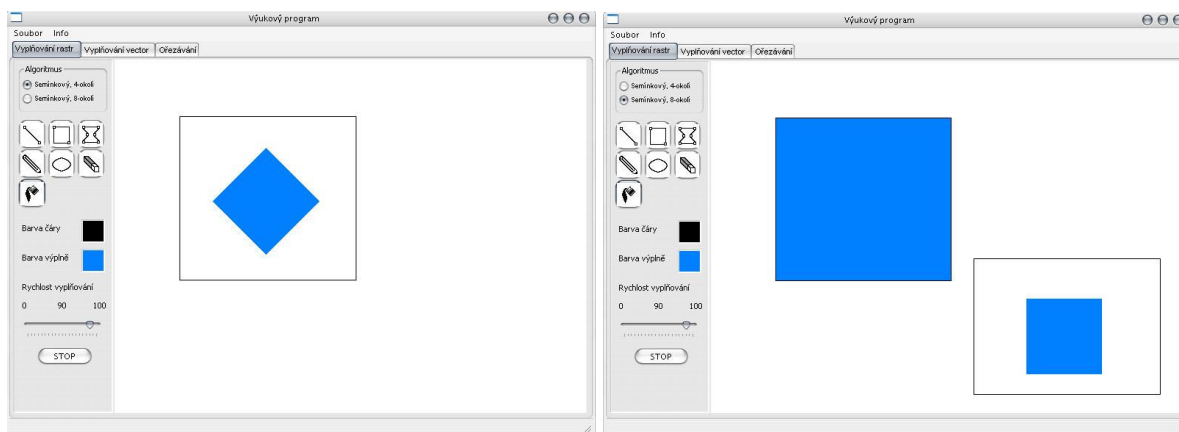 Výukový program
Soubor Info
Vyplňování rastr Vyplňování vector Ořezávání
Algoritmus
Semínkový, 4-okolí
Semínkový, 8-okolí
Barva čáry
Barva výplně
Rychlost vyplňování
0 90 100
STOP
Výukový program
Soubor Info
Vyplňování rastr Vyplňování vector Ořezávání
Algoritmus
Semínkový, 4-okolí
Semínkový, 8-okolí
Barva čáry
Barva výplně
Rychlost vyplňování
0 90 100
STOP